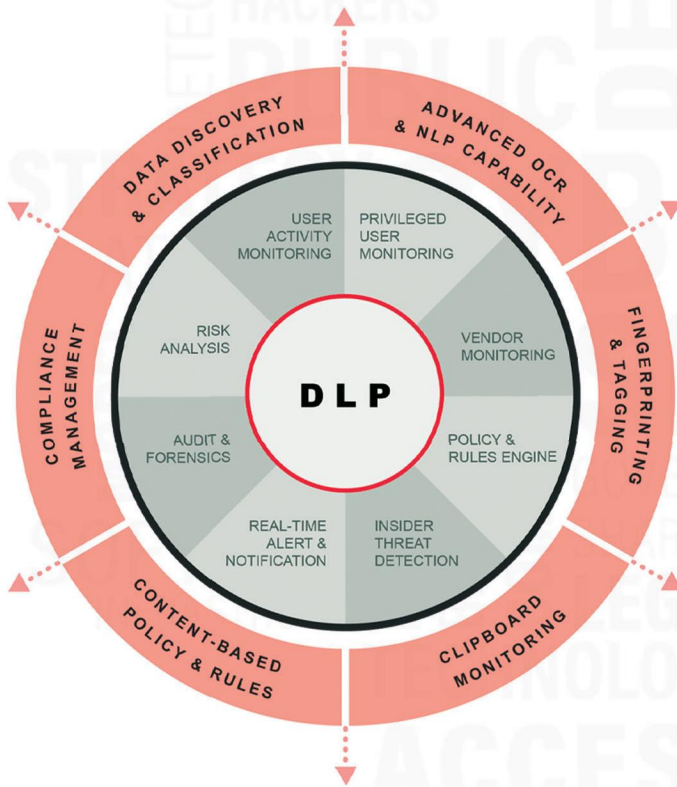 HACKERS
PUBLIC
DATA DISCOVERY
& CLASSIFICATION
ADVANCED OCR
& NLP CAPABILITY
USER
ACTIVITY
MONITORING
PRIVILEGED
USER
MONITORING
RISK
ANALYSIS
VENDOR
MONITORING
COMPLIANCE
MANAGEMENT
DLP
FINGERPRINTING
& TAGGING
AUDIT &
FORENSICS
POLICY &
RULES ENGINE
REAL-TIME
ALERT &
NOTIFICATION
INSIDER
THREAT
DETECTION
CONTENT-BASED
POLICY & RULES
CLIPBOARD
MONITORING